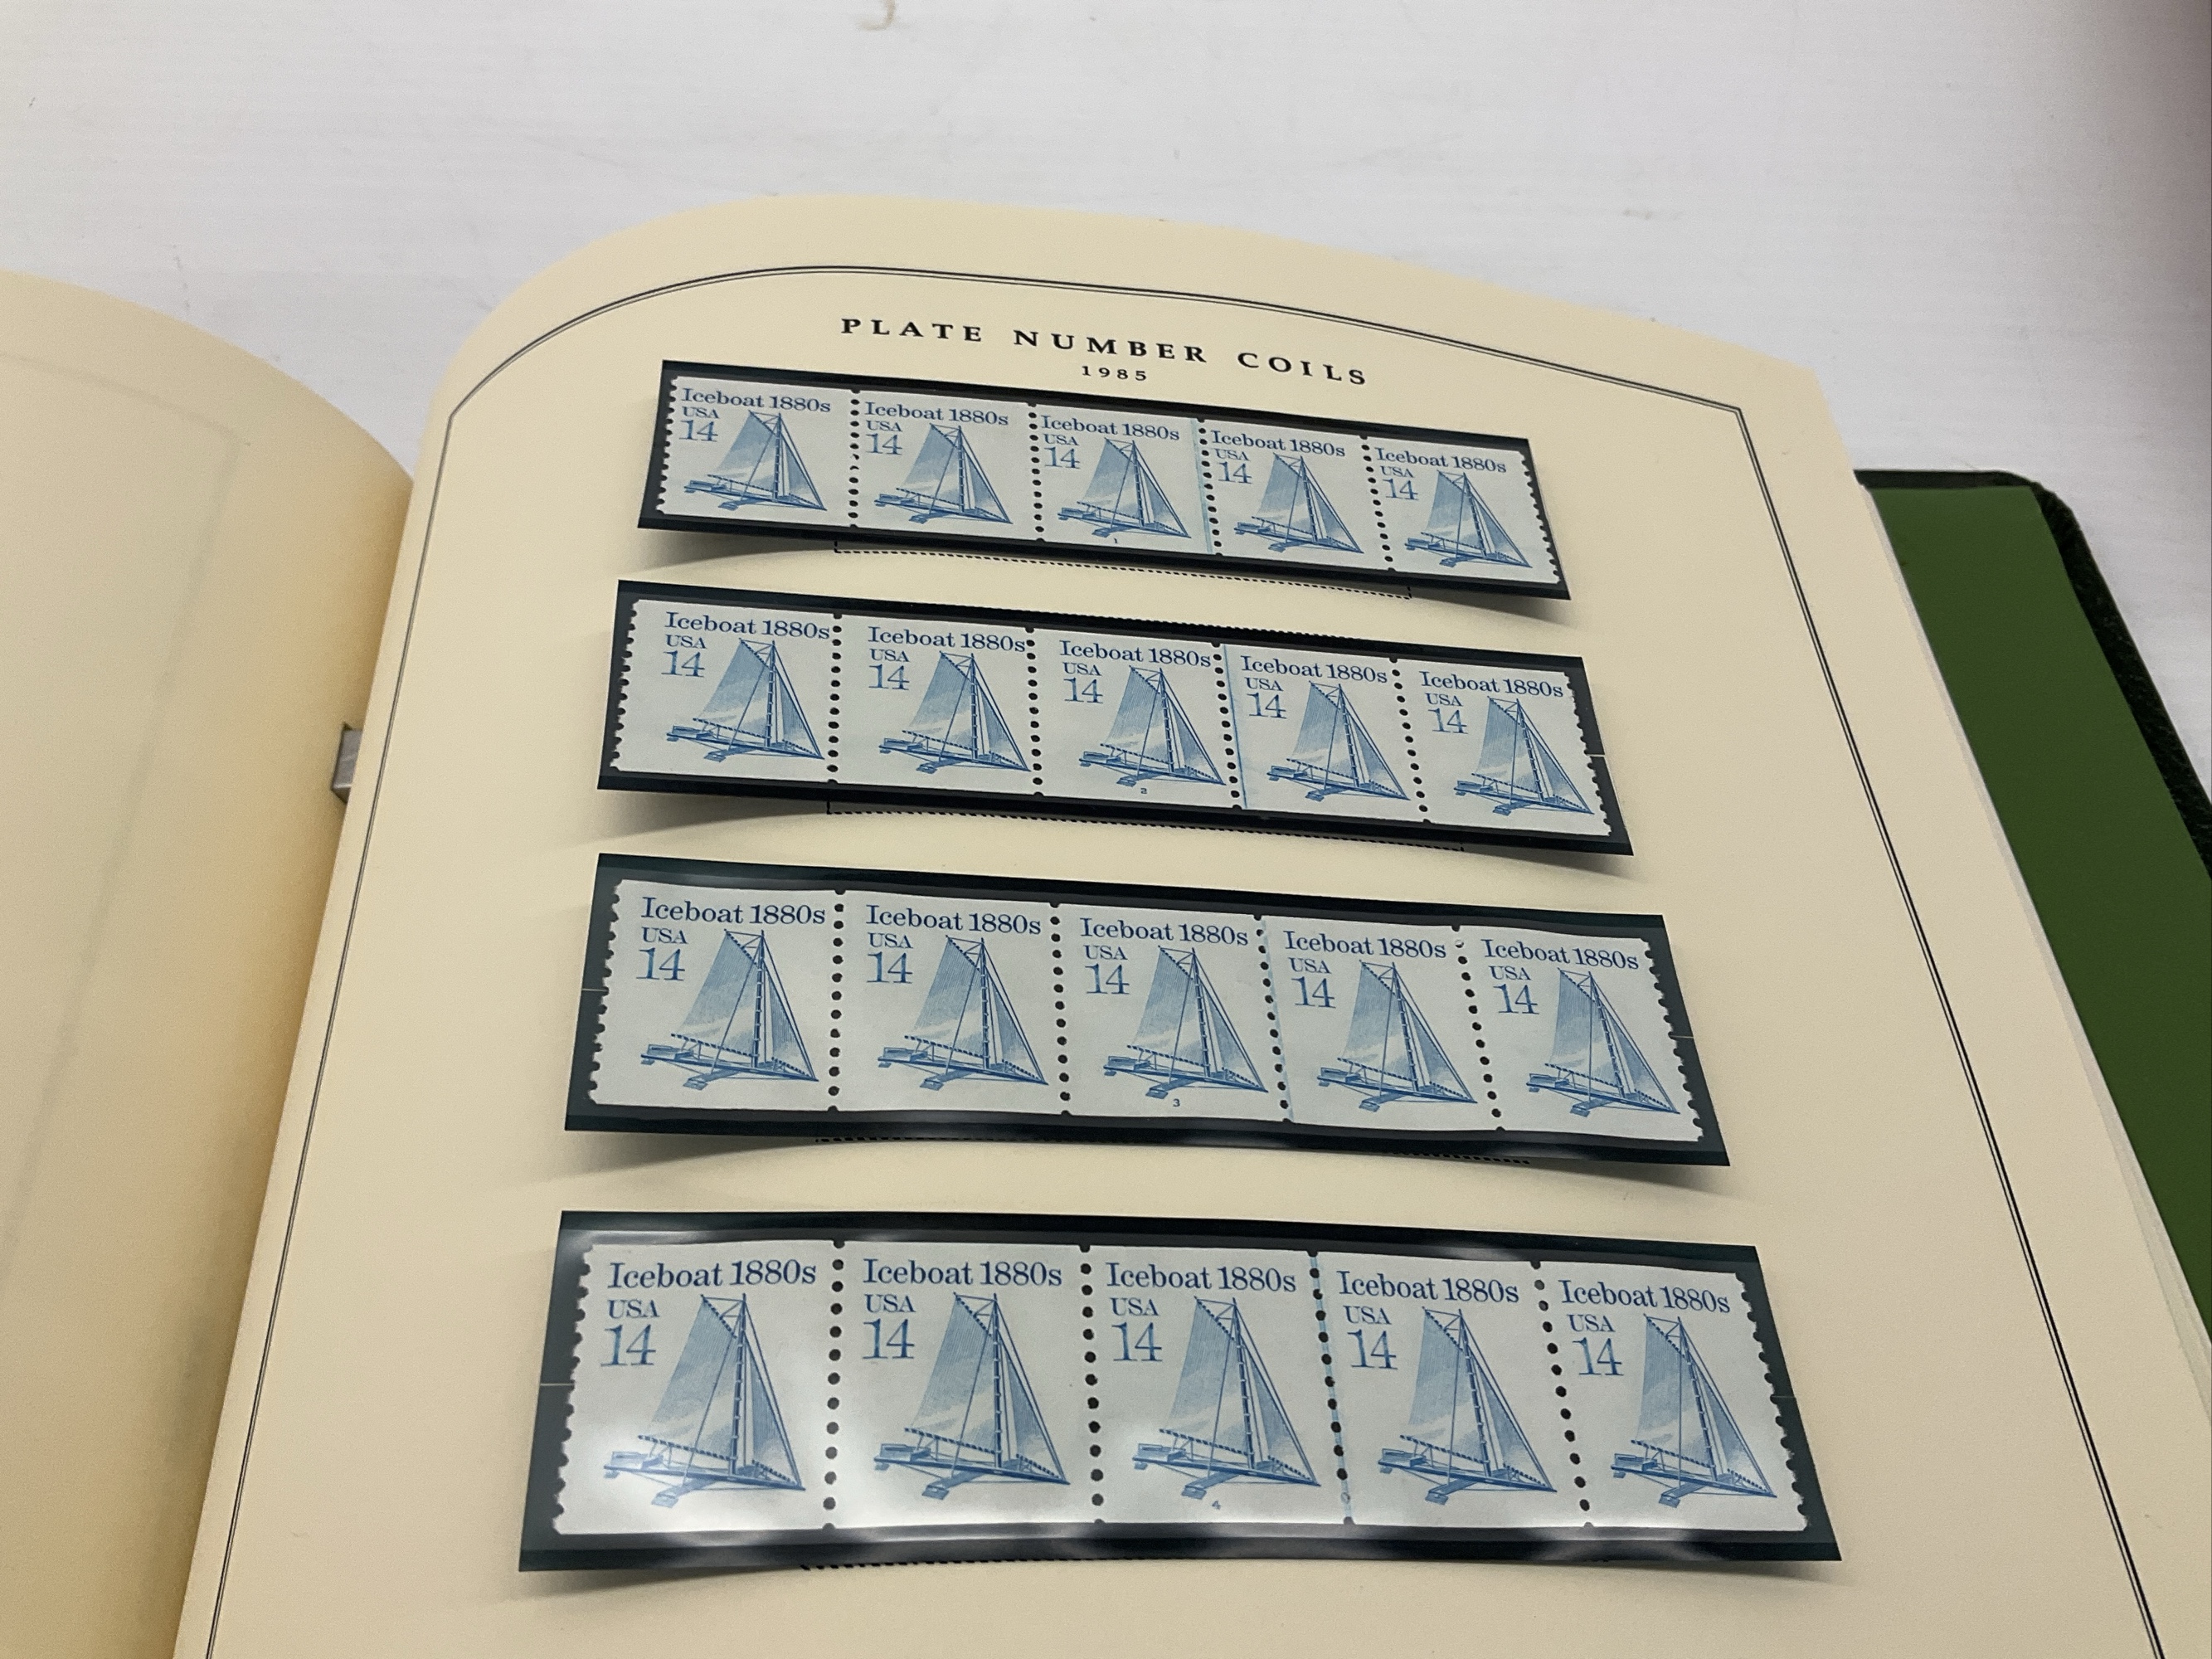 PLATE NUMBER COILS
1985
Iceboat 1880s Iceboat 1880s Iceboat 1880s Iceboat 1880s Iceboat 1880s
USA USA USA USA USA
14 14 14 14 14
1
Iceboat 1880s Iceboat 1880s Iceboat 1880s Iceboat 1880s Iceboat 1880s
USA USA USA USA USA
14 14 14 14 14
2
Iceboat 1880s Iceboat 1880s Iceboat 1880s Iceboat 1880s Iceboat 1880s
USA USA USA USA USA
14 14 14 14 14
3
Iceboat 1880s Iceboat 1880s Iceboat 1880s Iceboat 1880s Iceboat 1880s
USA USA USA USA USA
14 14 14 14 14
4